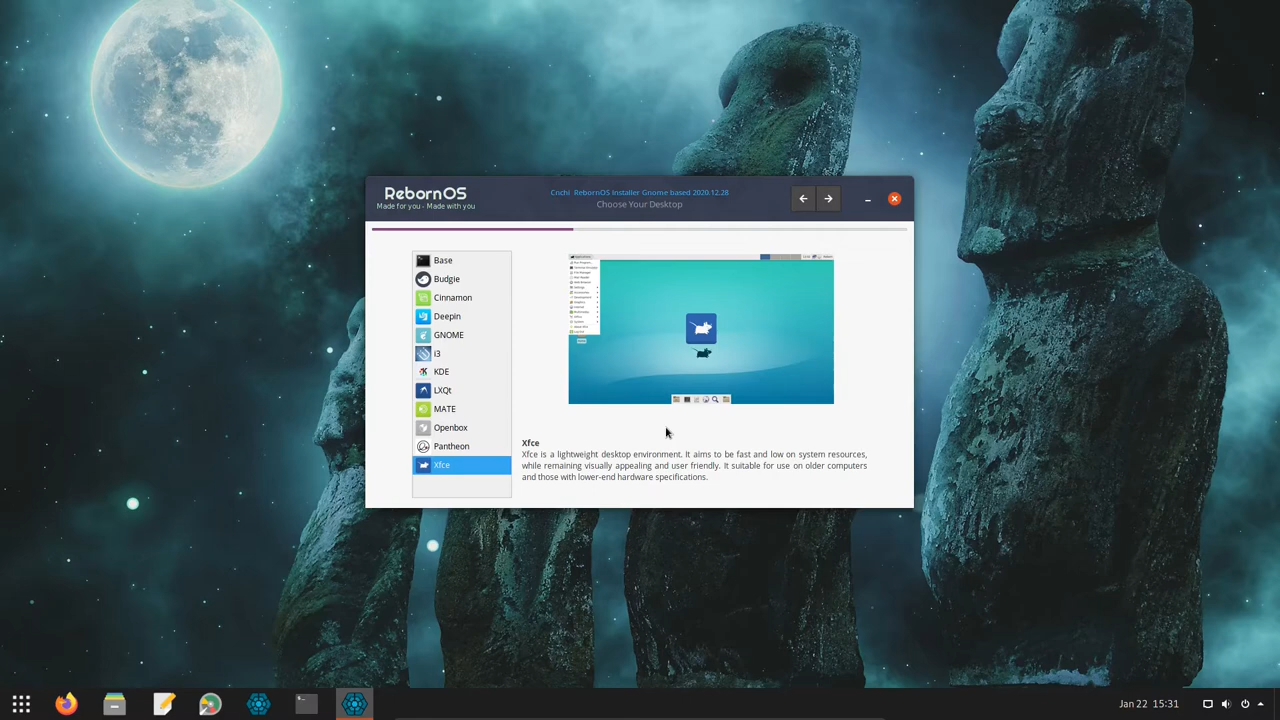 RebornOS
Made for you - Made with you
Cnchi RebornOS Installer Gnome based 2020.12.28
Choose Your Desktop
Base
Budgie
Cinnamon
Deepin
GNOME
i3
KDE
LXQt
MATE
Openbox
Pantheon
Xfce
Xfce
Xfce is a lightweight desktop environment. It aims to be fast and low on system resources,
while remaining visually appealing and user friendly. It suitable for use on older computers
and those with lower-end hardware specifications.
Jan 22 15:31